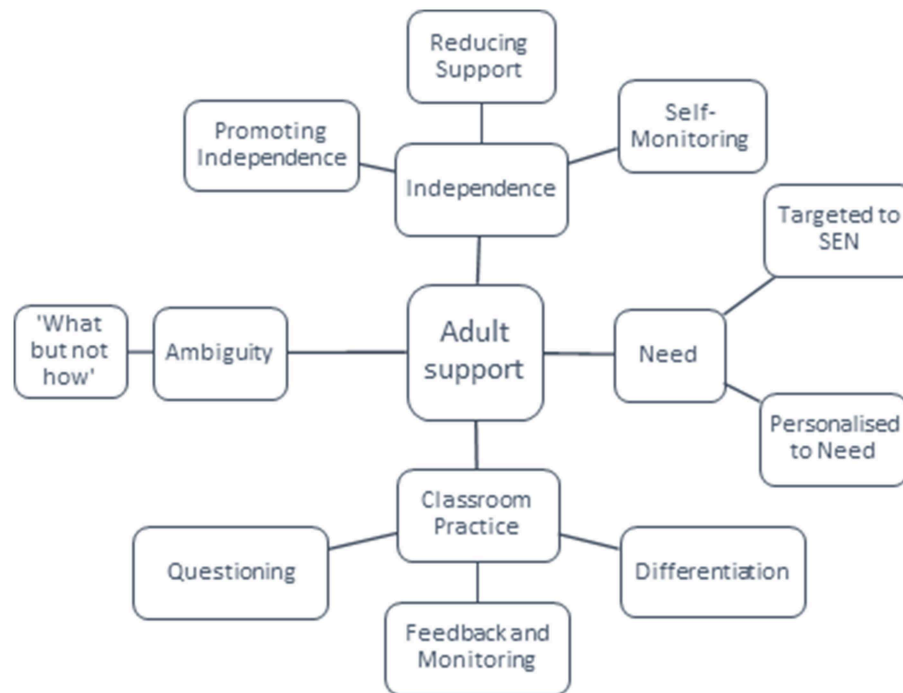 Reducing
Support
Self-
Monitoring
Promoting
Independence
Independence
Targeted to
SEN
'What
but not
how'
Ambiguity
Adult
support
Need
Personalised
to Need
Classroom
Practice
Questioning
Differentiation
Feedback and
Monitoring